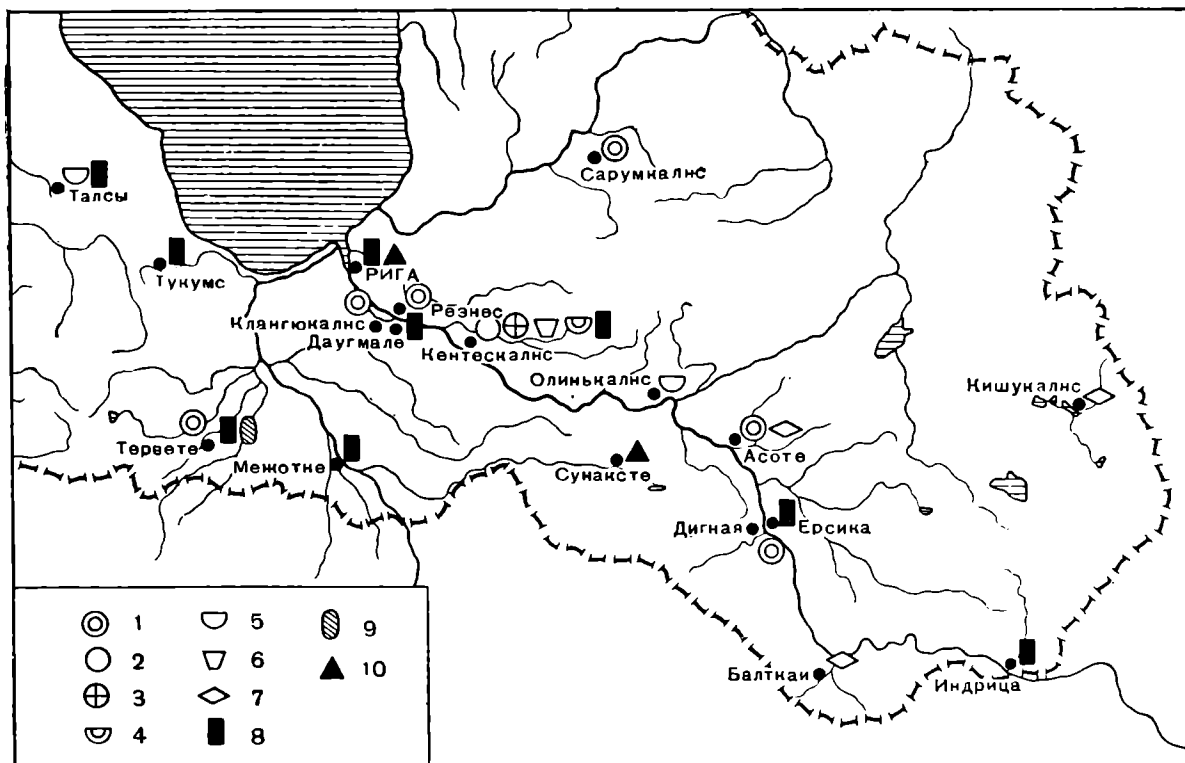 Сарумкалнс
Талсы
Тукумс
РИГА
Рёзнес
Клангюкалнс
Даугмале
Кентескалнс
Олинькалнс
Кишукалнс
Тервете
Межотне
Сунаксте
Асоте
Дигная
Ерсика
Балткаи
Индрица
1 5 9
2 6 10
3 7
4 8